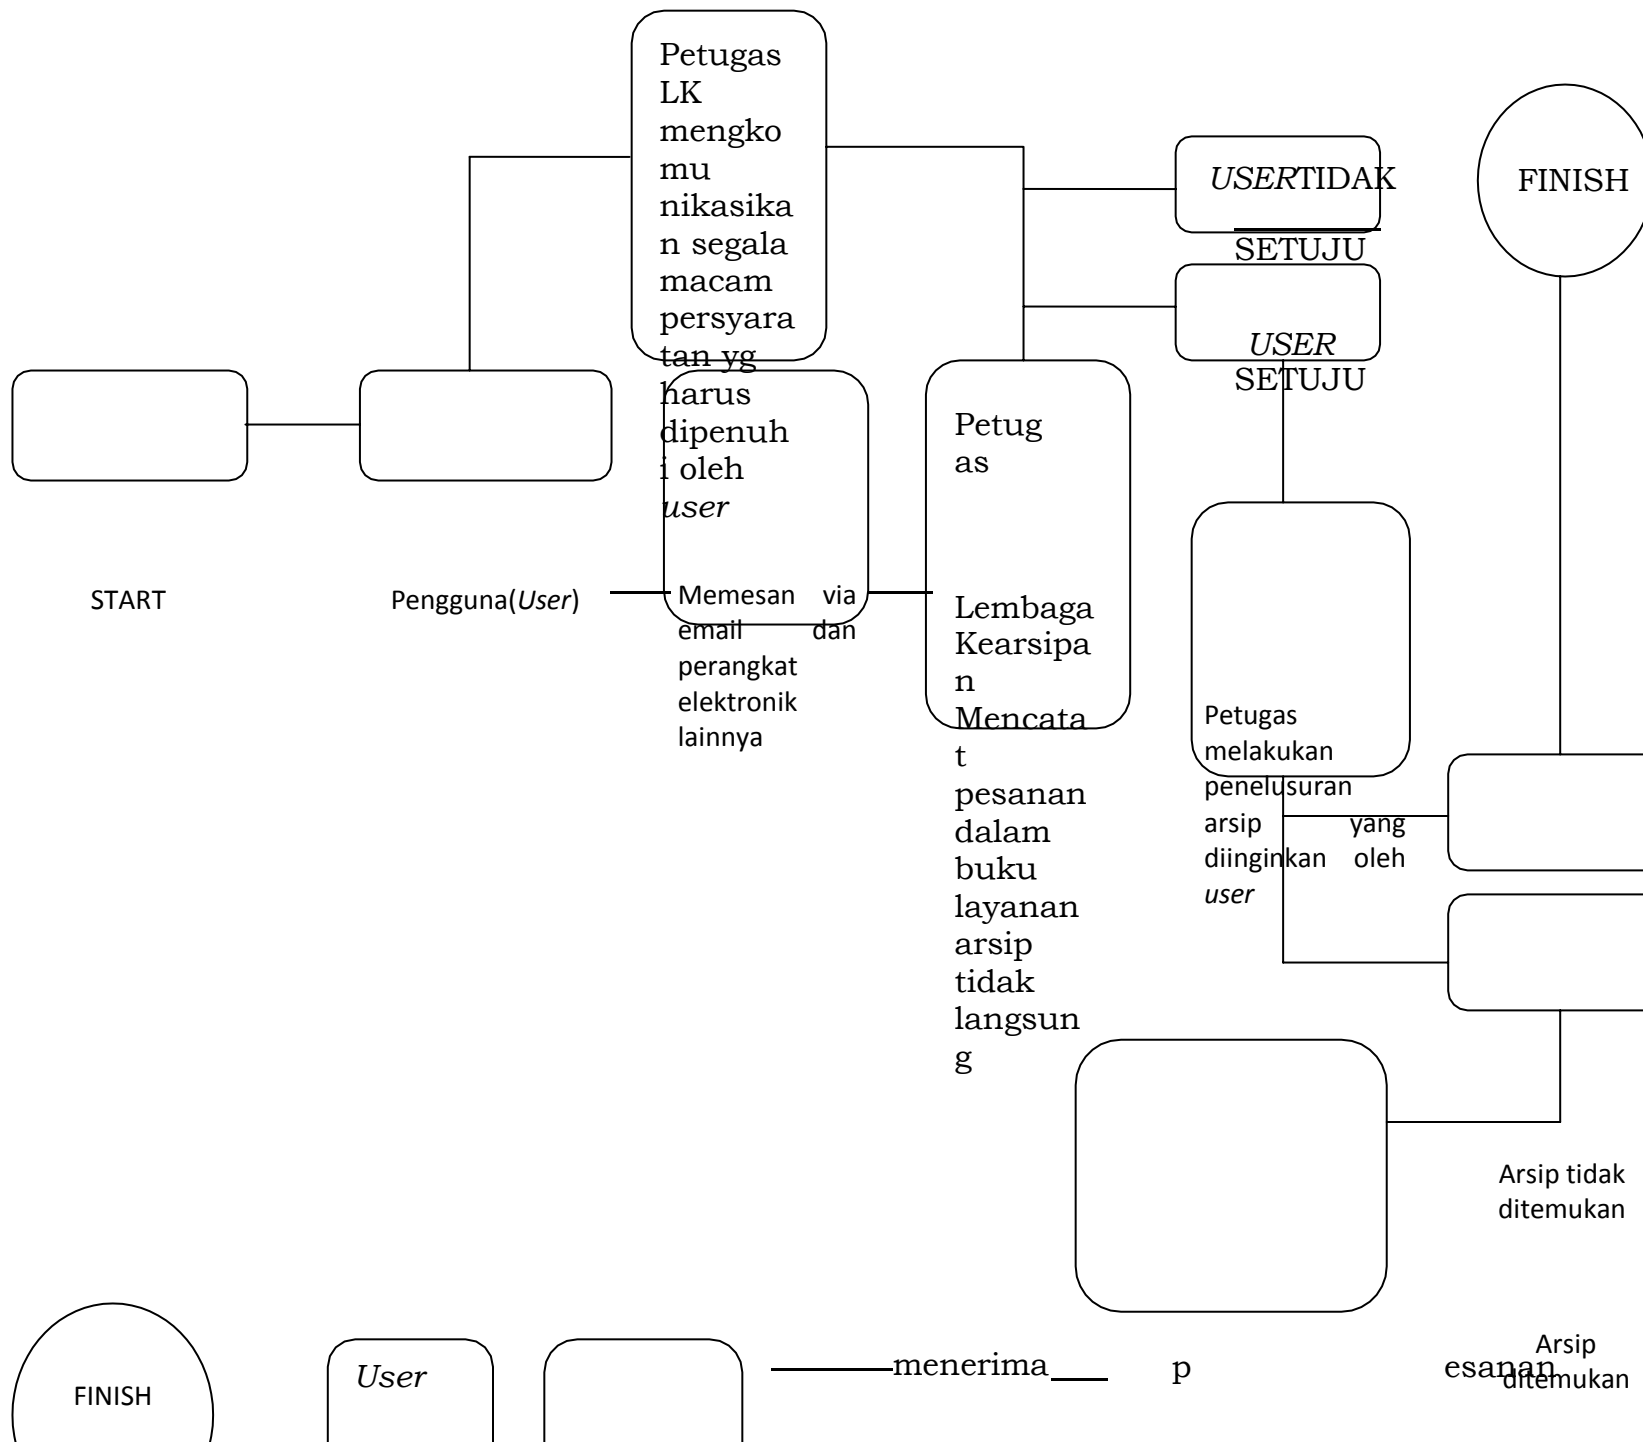 Petugas
LK
mengko
mu
nikasika
n segala
macam
persyara
tan yg
harus
dipenuh
i oleh
user
USERTIDAK
SETUJU
FINISH
USER
SETUJU
START
Pengguna(User)
Memesan via
email dan
perangkat
elektronik
lainnya
Petug
as
Lembaga
Kearsipa
n
Mencata
t
pesanan
dalam
buku
layanan
arsip
tidak
langsun
g
Petugas
melakukan
penelusuran
arsip yang
diinginkan oleh
user
Arsip tidak
ditemukan
Arsip
ditemukan
FINISH
User
menerima p esanan